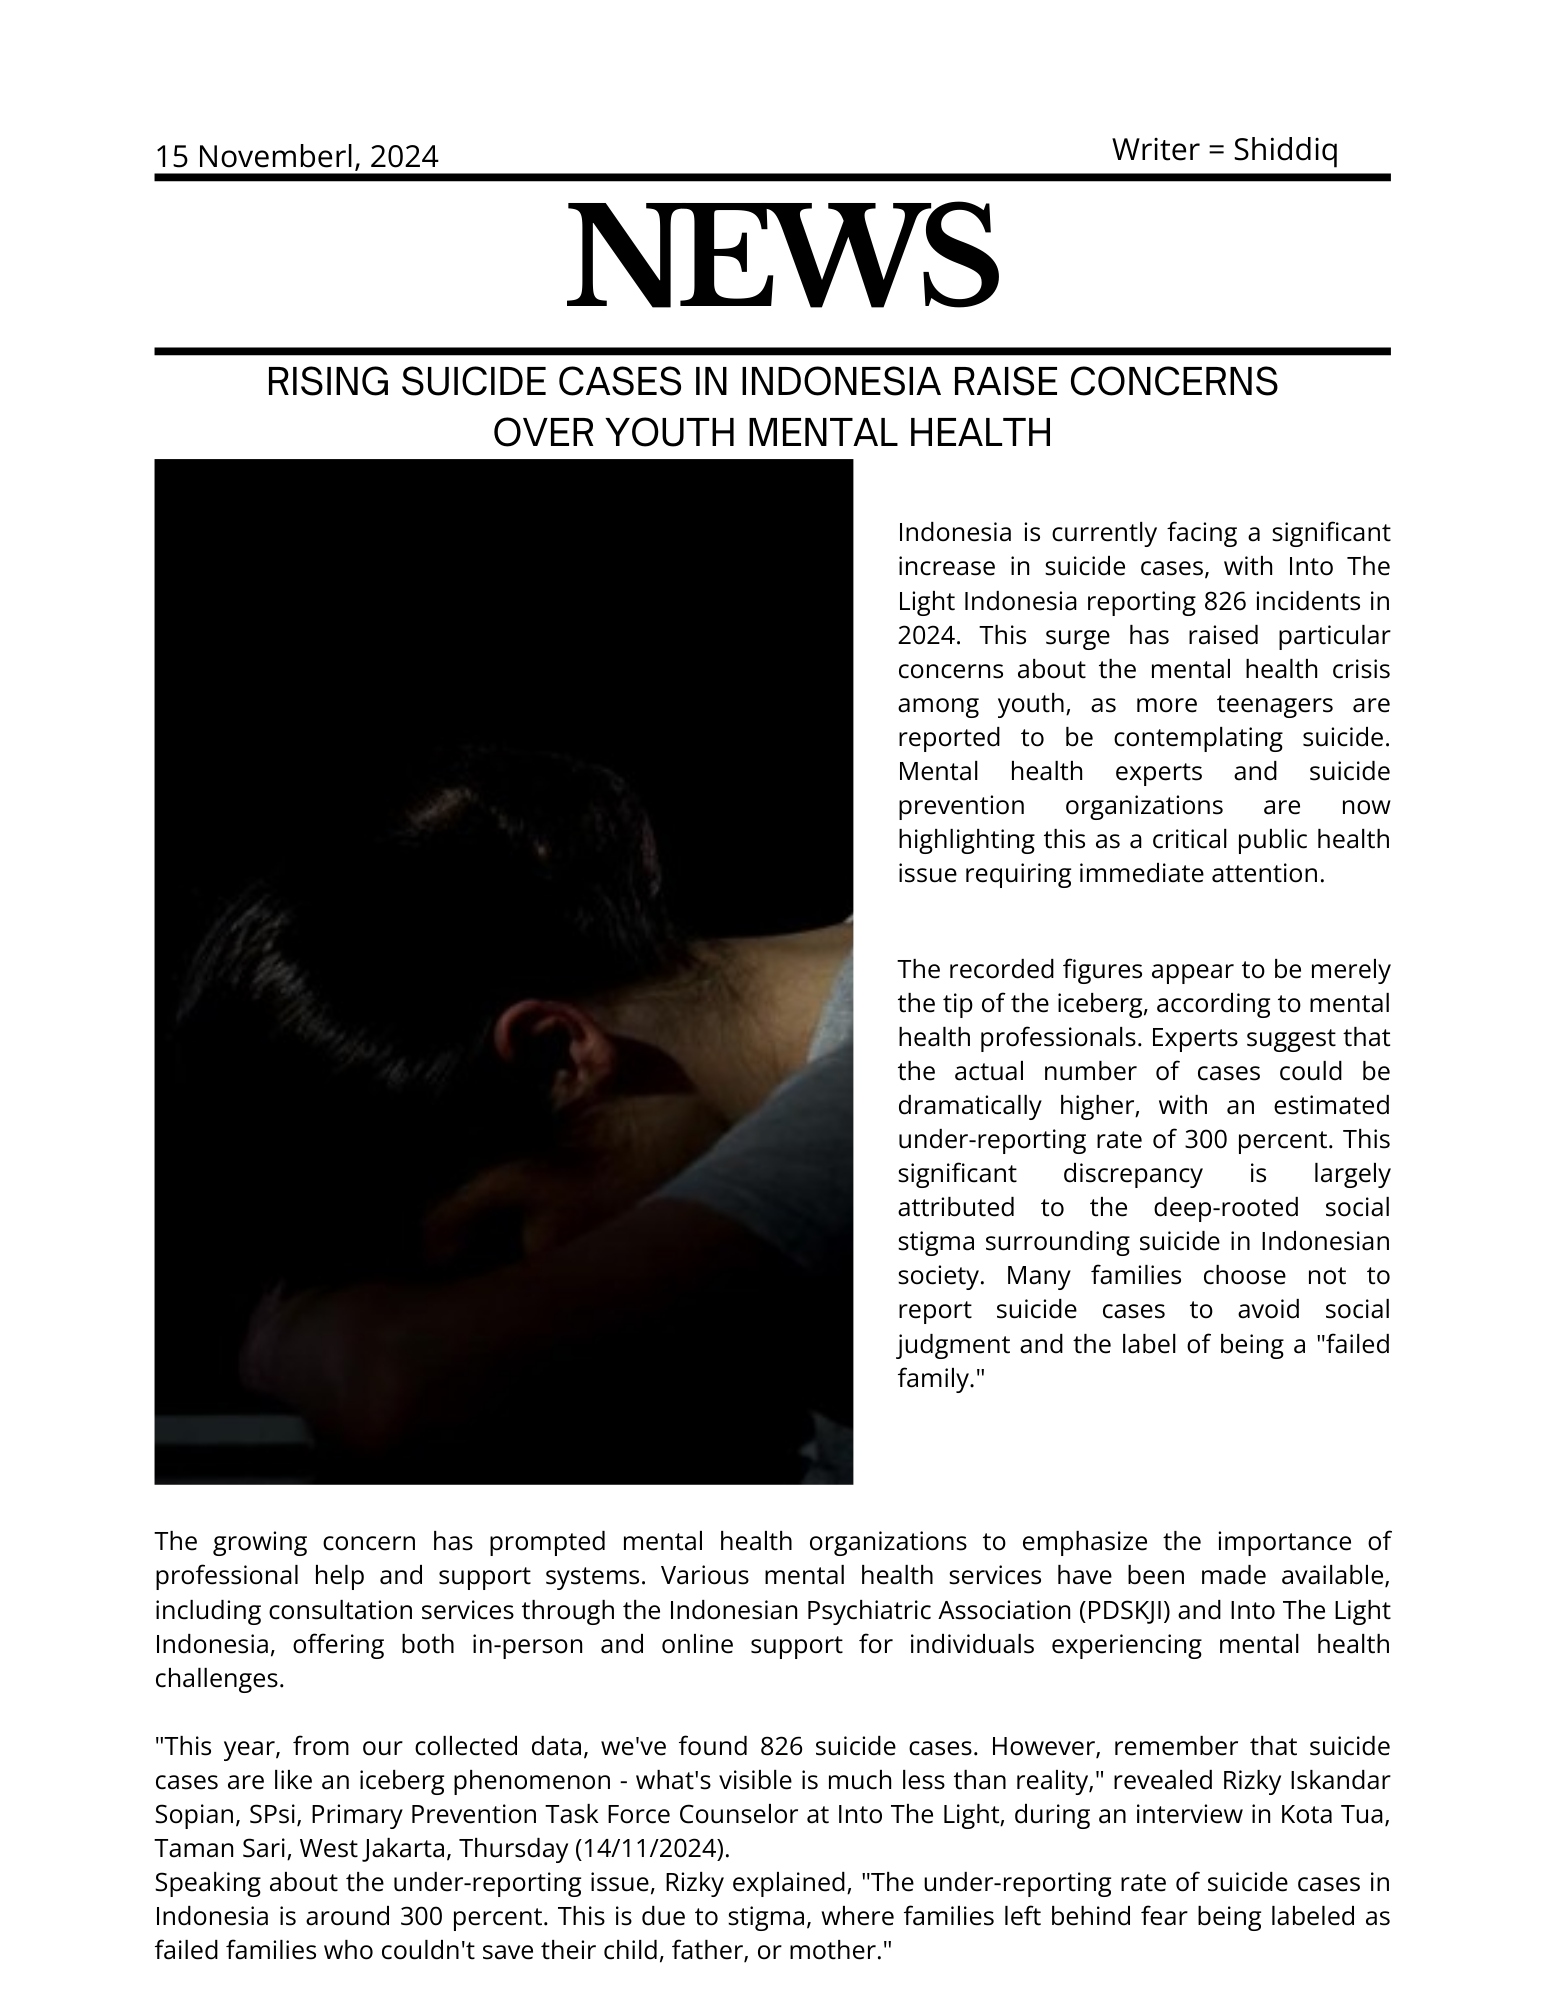 15 Novemberl, 2024
Writer = Shiddiq
NEWS
RISING SUICIDE CASES IN INDONESIA RAISE CONCERNS
OVER YOUTH MENTAL HEALTH
Indonesia is currently facing a significant
increase in suicide cases, with Into The
Light Indonesia reporting 826 incidents in
2024. This surge has raised particular
concerns about the mental health crisis
among youth, as more teenagers are
reported to be contemplating suicide.
Mental health experts and suicide
prevention organizations are now
highlighting this as a critical public health
issue requiring immediate attention.
The recorded figures appear to be merely
the tip of the iceberg, according to mental
health professionals. Experts suggest that
the actual number of cases could be
dramatically higher, with an estimated
under-reporting rate of 300 percent. This
significant discrepancy is largely
attributed to the deep-rooted social
stigma surrounding suicide in Indonesian
society. Many families choose not to
report suicide cases to avoid social
judgment and the label of being a "failed
family."
The growing concern has prompted mental health organizations to emphasize the importance of
professional help and support systems. Various mental health services have been made available,
including consultation services through the Indonesian Psychiatric Association (PDSKJI) and Into The Light
Indonesia, offering both in-person and online support for individuals experiencing mental health
challenges.
"This year, from our collected data, we've found 826 suicide cases. However, remember that suicide
cases are like an iceberg phenomenon - what's visible is much less than reality," revealed Rizky Iskandar
Sopian, SPsi, Primary Prevention Task Force Counselor at Into The Light, during an interview in Kota Tua,
Taman Sari, West Jakarta, Thursday (14/11/2024).
Speaking about the under-reporting issue, Rizky explained, "The under-reporting rate of suicide cases in
Indonesia is around 300 percent. This is due to stigma, where families left behind fear being labeled as
failed families who couldn't save their child, father, or mother."